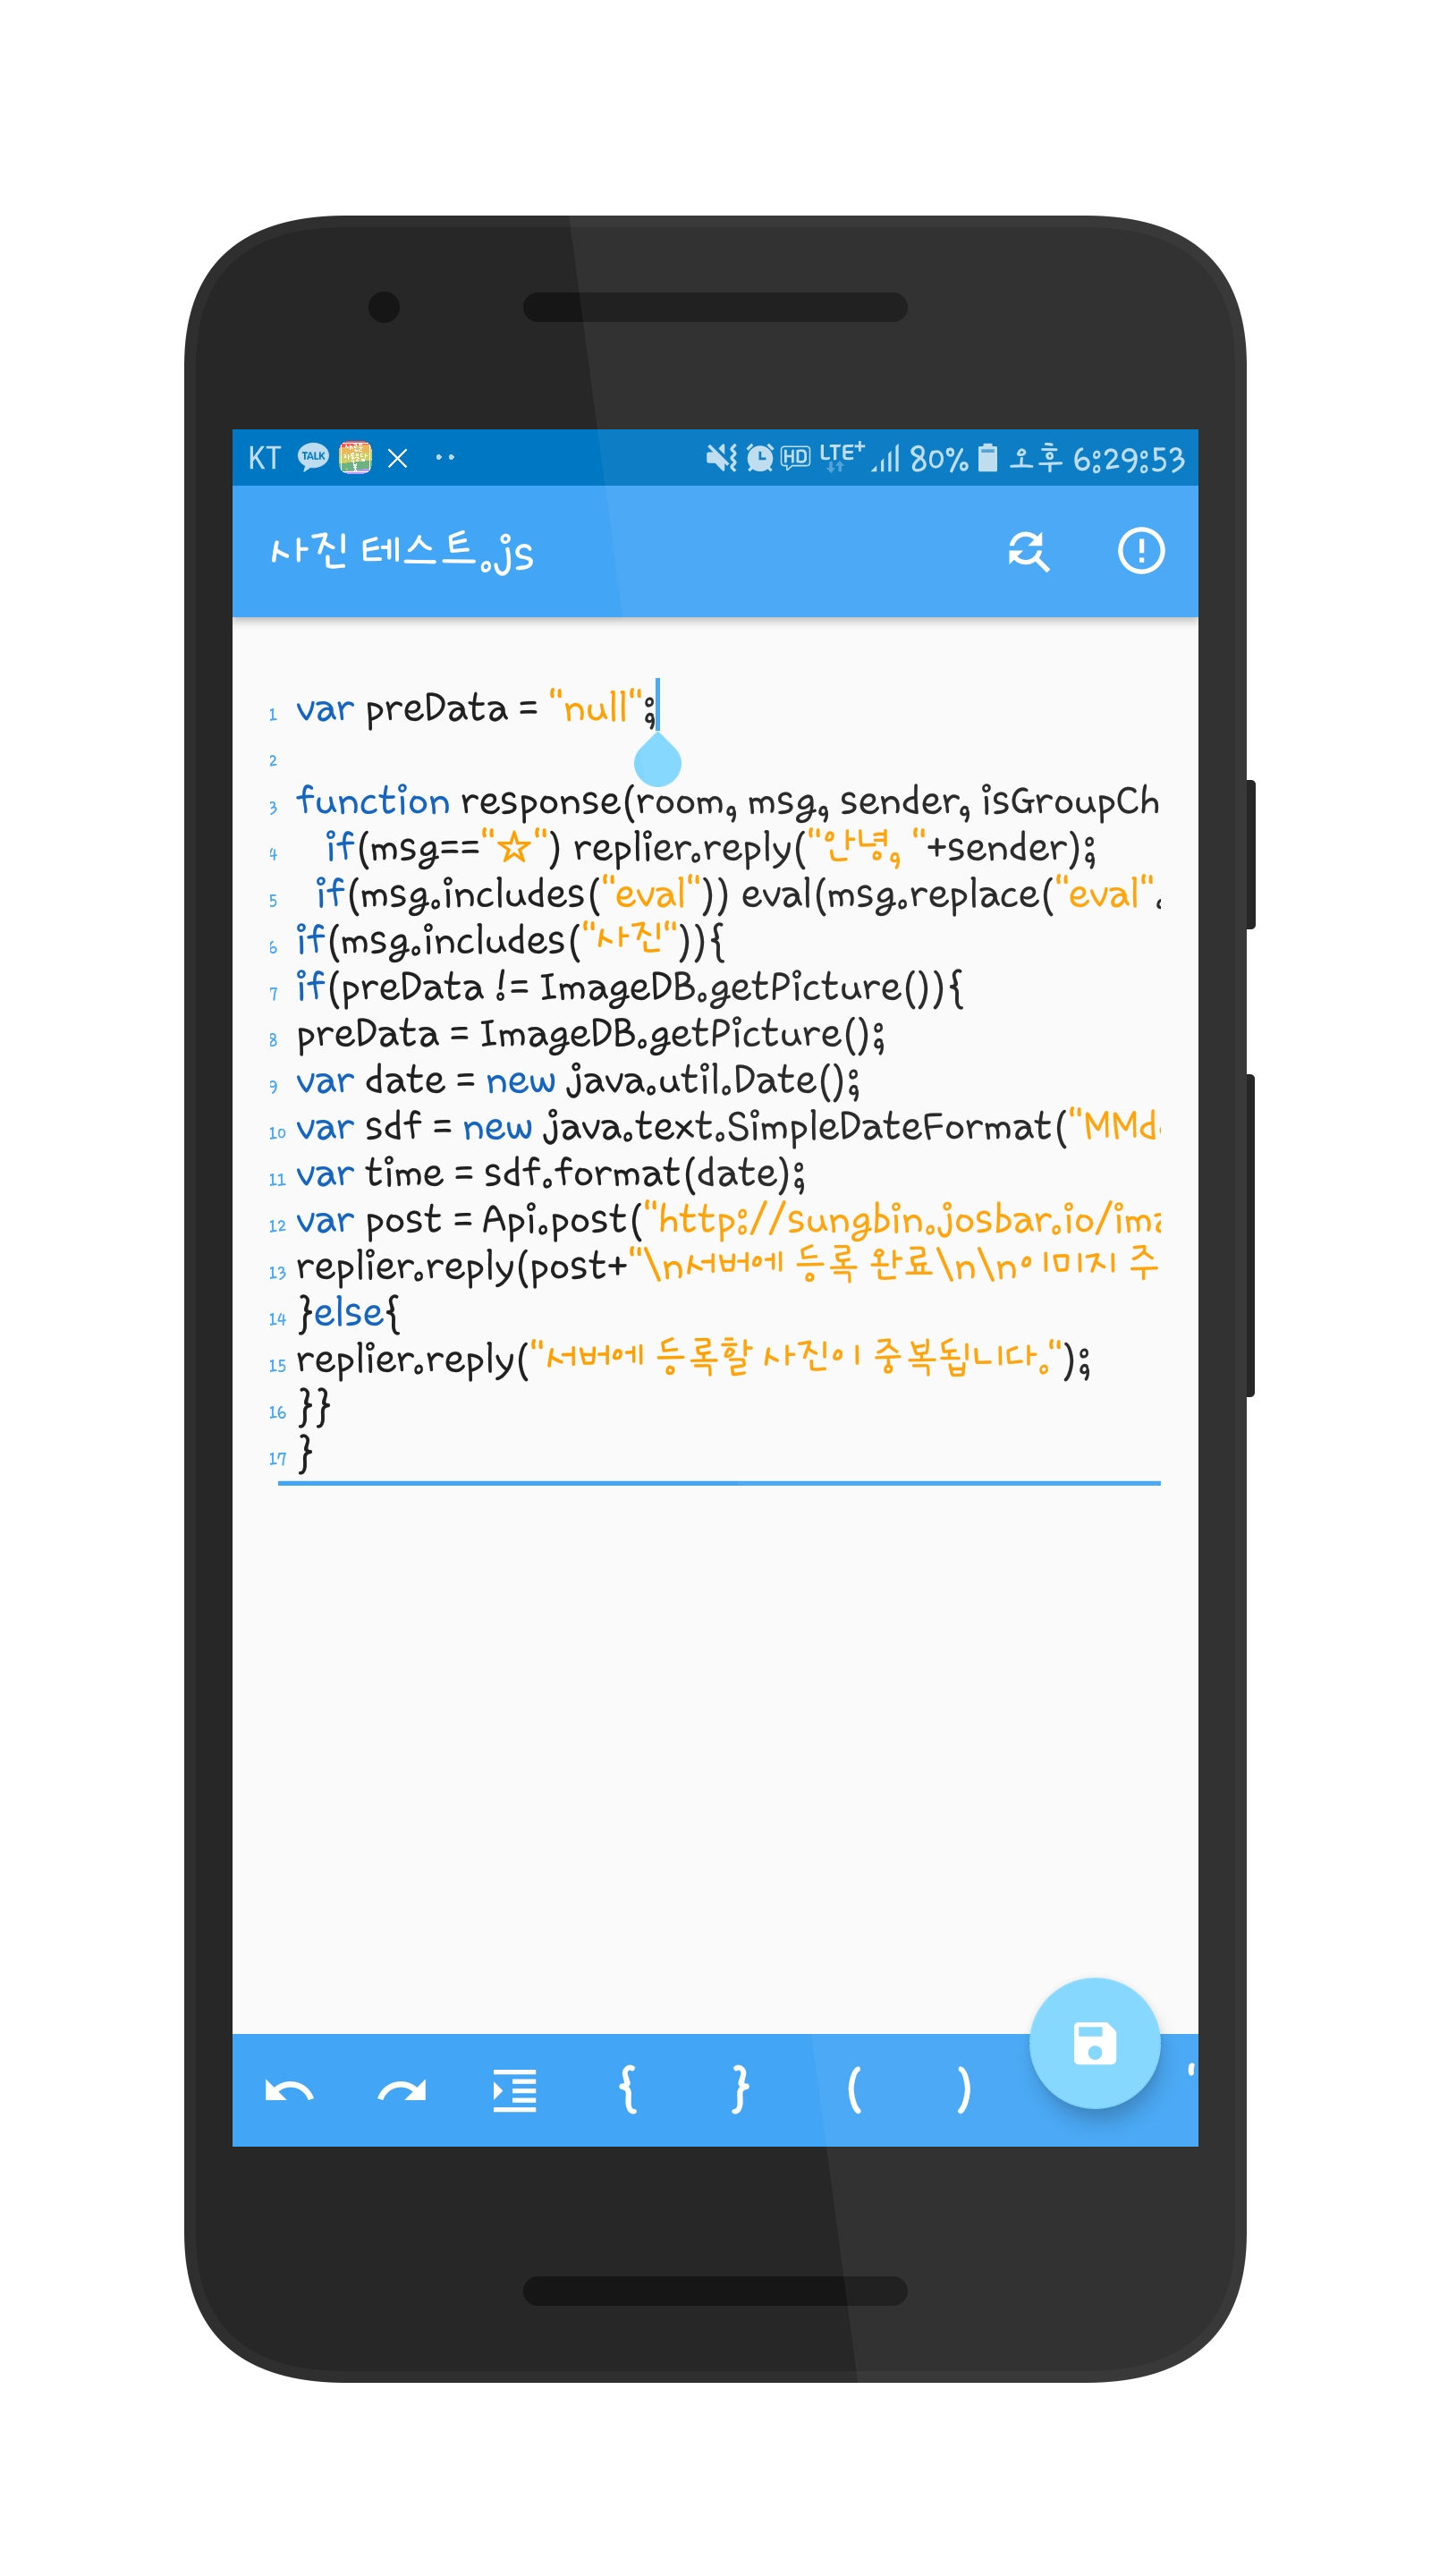 KT TALK HD LTE+ 80% 오후 6:29:53
사진 테스트.js
1 var preData = "null";
2
3 function response(room, msg, sender, isGroupCh
4 if(msg=="☆") replier.reply("안녕, "+sender);
5 if(msg.includes("eval")) eval(msg.replace("eval",
6 if(msg.includes("사진")){
7 if(preData != ImageDB.getPicture()){
8 preData = ImageDB.getPicture();
9 var date = new java.util.Date();
10 var sdf = new java.text.SimpleDateFormat("MMd
11 var time = sdf.format(date);
12 var post = Api.post("http://sungbin.josbar.io/ima
13 replier.reply(post+"\n서버에 등록 완료\n\n이미지 주
14 }else{
15 replier.reply("서버에 등록할 사진이 중복됩니다.");
16 }}
17 }
{ } ( ) "